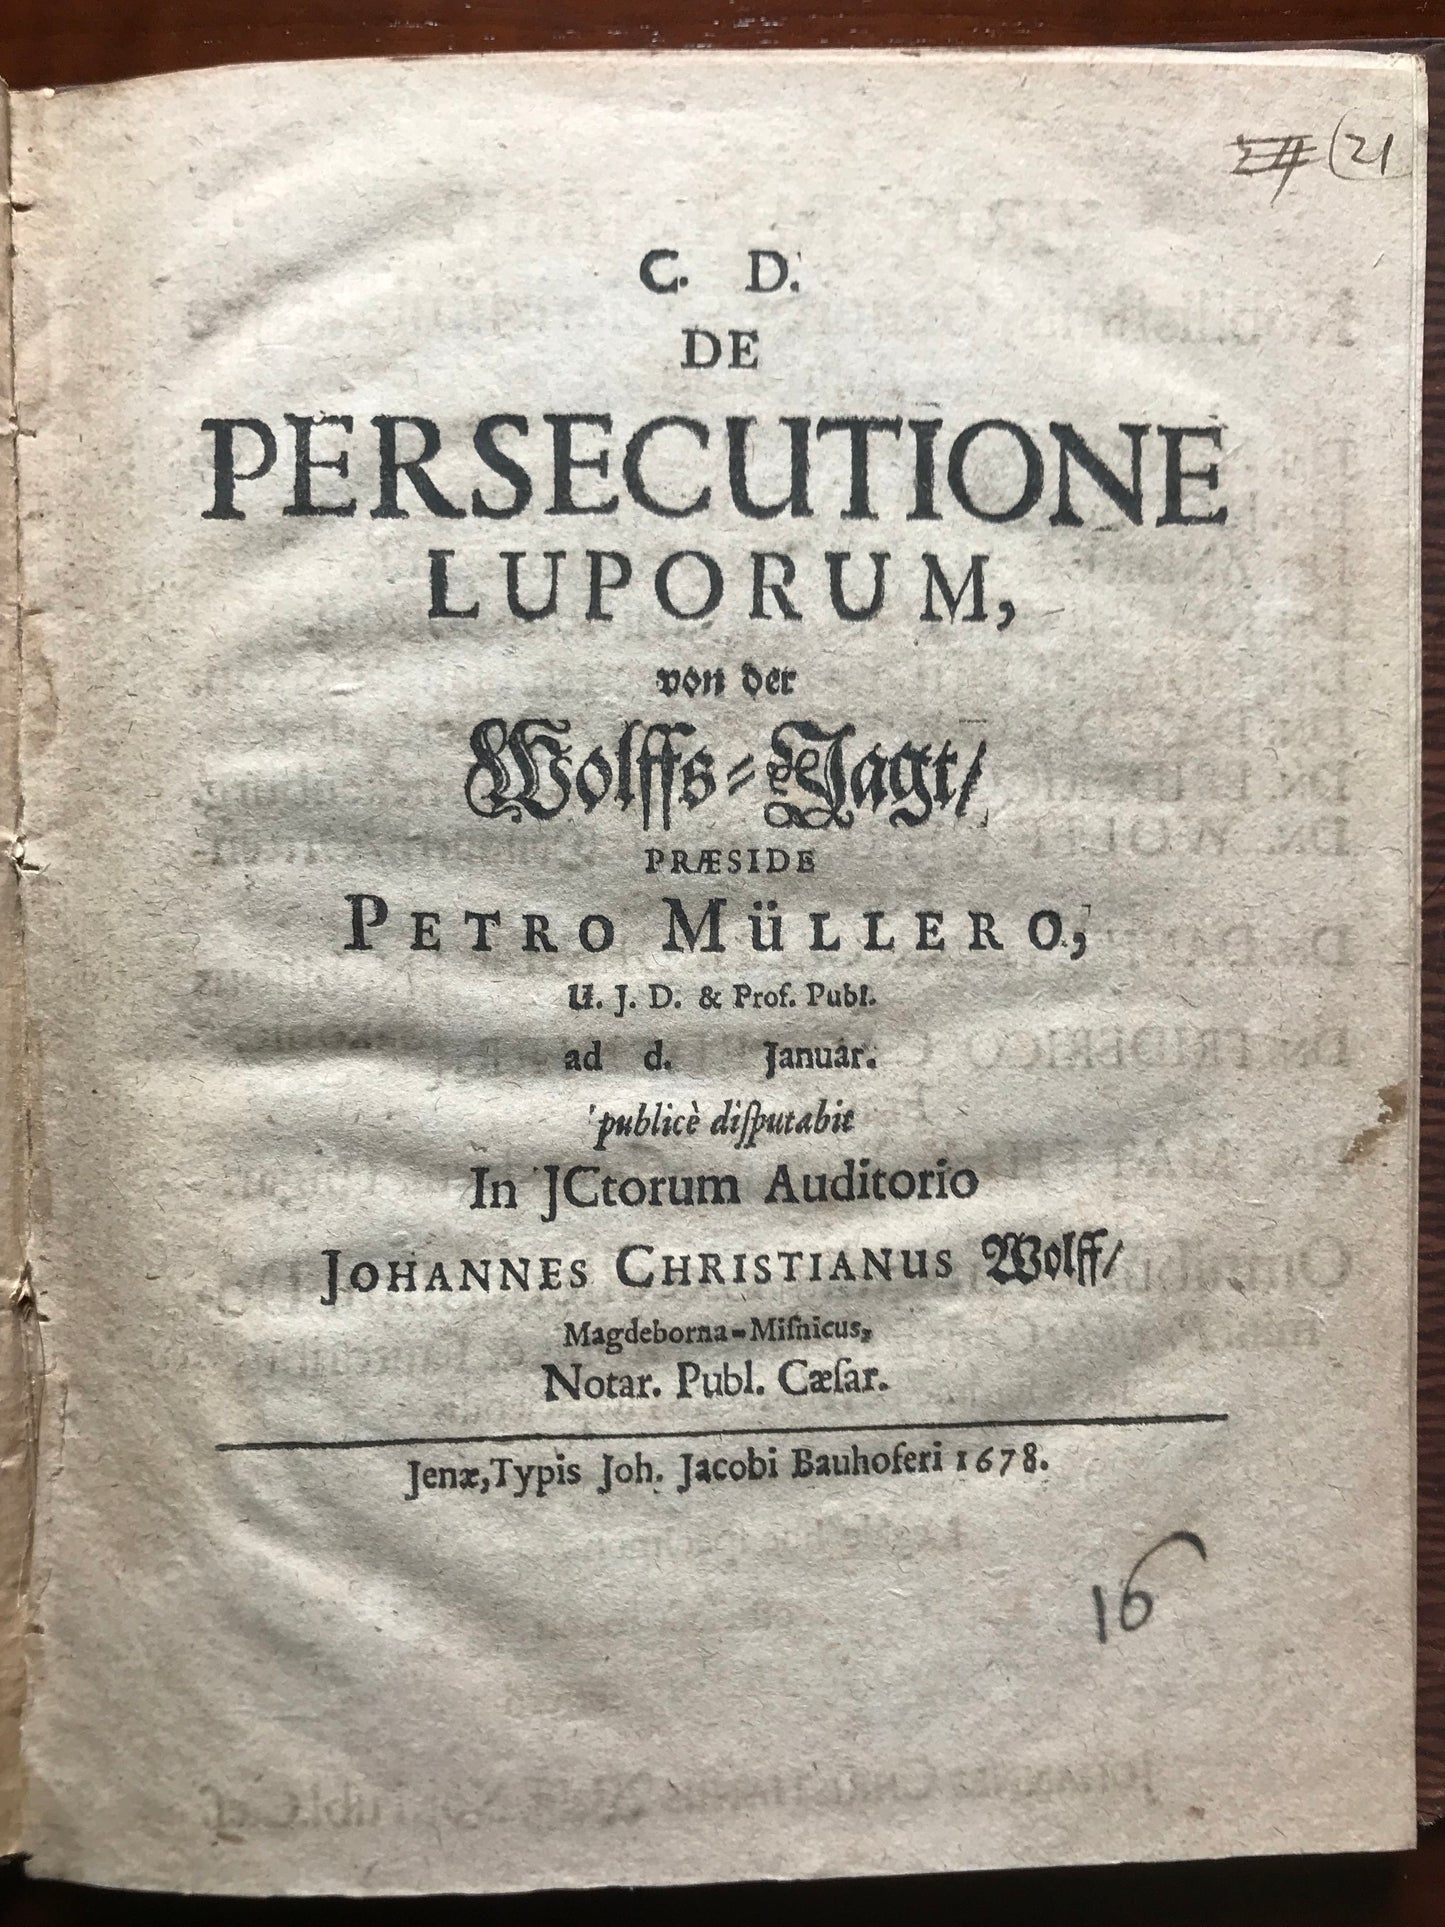 (21
C. D.
DE
PERSECUTIONE
LUPORUM,
von der
Wolffs-Jagt/
PRÆSIDE
PETRO MÜLLERO,
U. J. D. & Prof. Publ.
ad d. Januar.
publicè diſputabit
In JCtorum Auditorio
JOHANNES CHRISTIANUS Wolff/
Magdeborna-Miſnicus,
Notar. Publ. Cæſar.
Jenæ, Typis Joh. Jacobi Bauhoferi 1678.
16